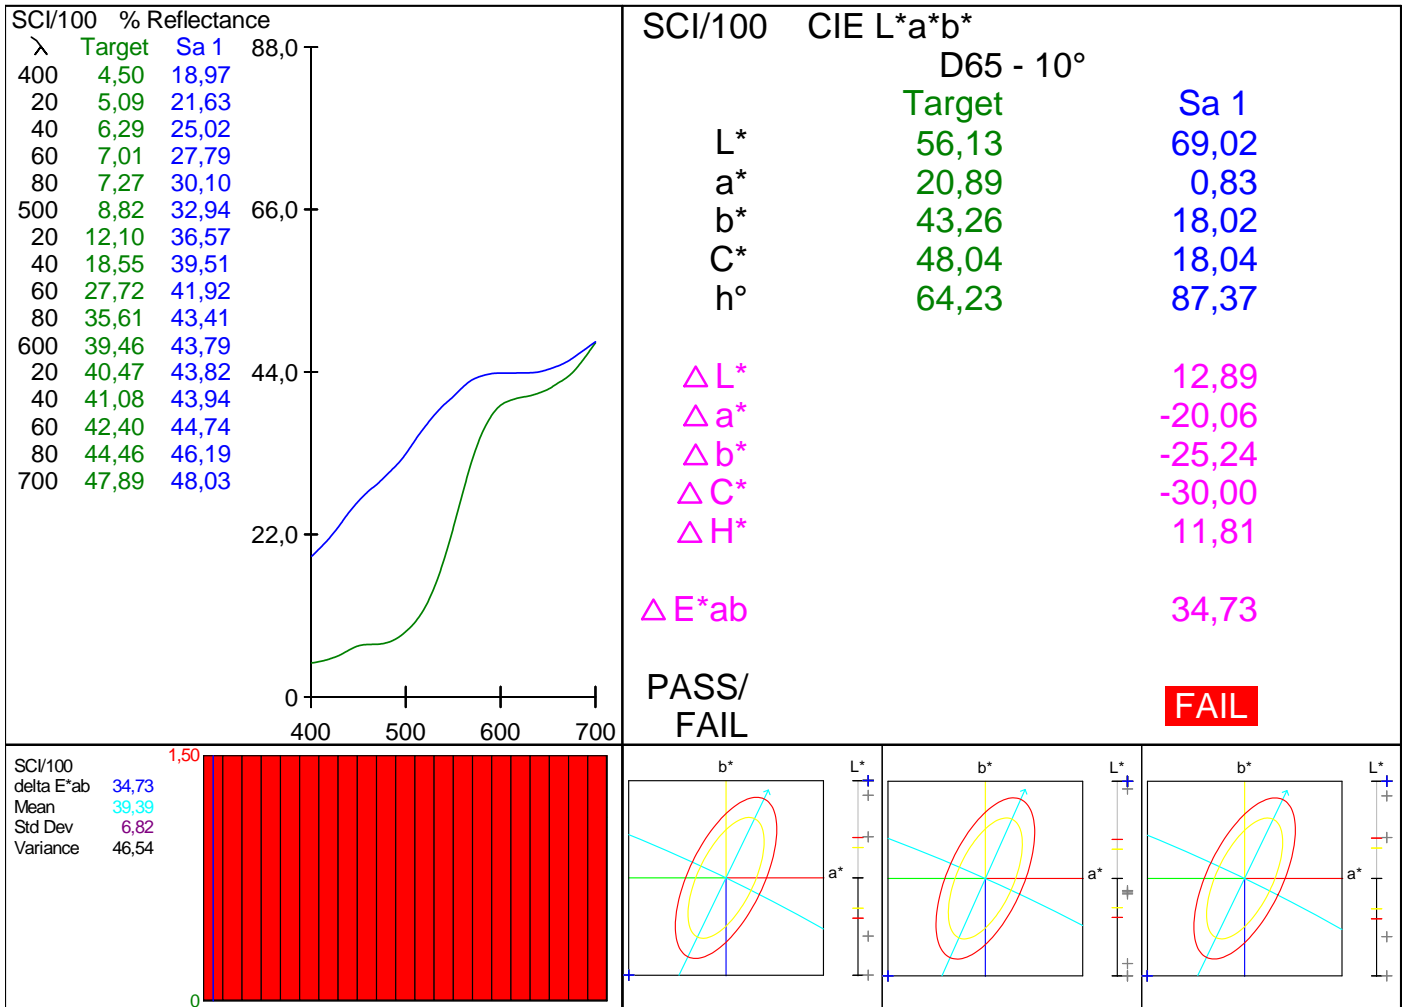 SCI/100 % Reflectance
λ Target Sa 1
400 4,50 18,97
20 5,09 21,63
40 6,29 25,02
60 7,01 27,79
80 7,27 30,10
500 8,82 32,94
20 12,10 36,57
40 18,55 39,51
60 27,72 41,92
80 35,61 43,41
600 39,46 43,79
20 40,47 43,82
40 41,08 43,94
60 42,40 44,74
80 44,46 46,19
700 47,89 48,03
88,0
66,0
44,0
22,0
0
400 500 600 700
SCI/100 CIE L*a*b*
D65 - 10°
Target Sa 1
L* 56,13 69,02
a* 20,89 0,83
b* 43,26 18,02
C* 48,04 18,04
h° 64,23 87,37
△ L* 12,89
△ a* -20,06
△ b* -25,24
△ C* -30,00
△ H* 11,81
△ E*ab 34,73
PASS/
FAIL
FAIL
SCI/100
delta E*ab 34,73
Mean 39,39
Std Dev 6,82
Variance 46,54
1,50
0
b* L*
a*
b* L*
a*
b* L*
a*